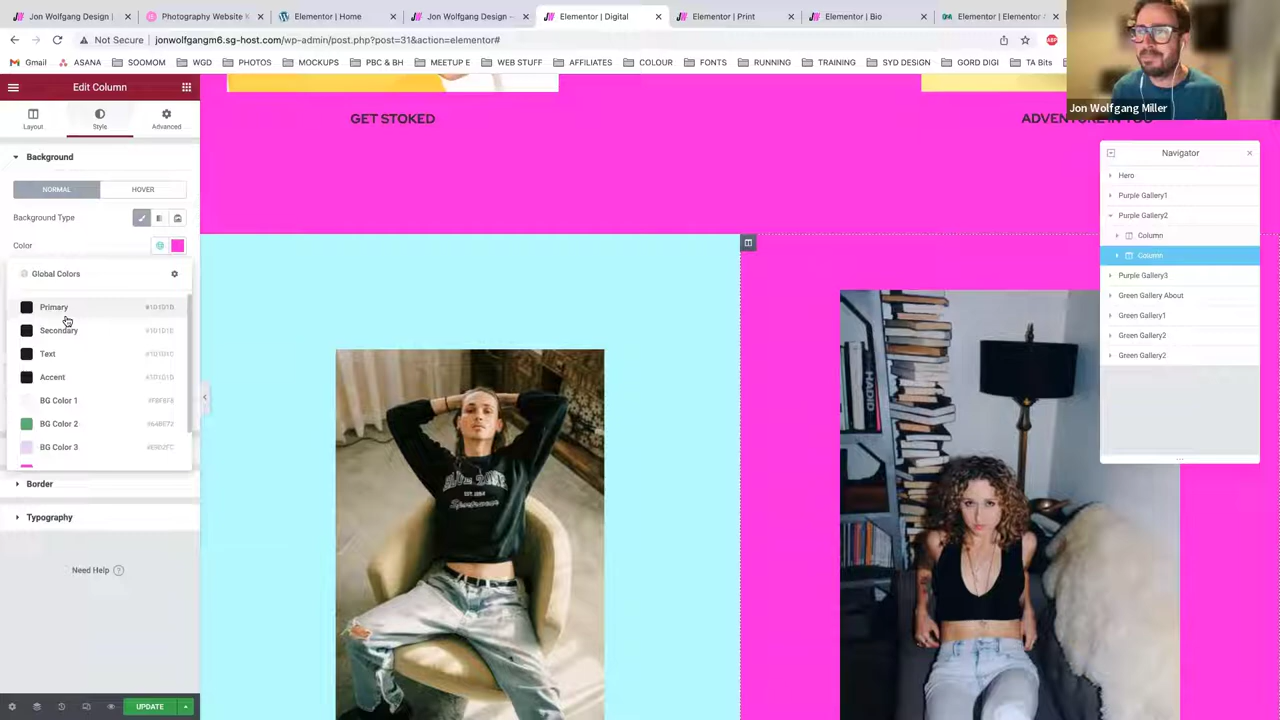 Jon Wolfgang Design |
Photography Website K
Elementor | Home
Jon Wolfgang Design –
Elementor | Digital
Elementor | Print
Elementor | Bio
Elementor | Elementor A
Not Secure | jonwolfgangm6.sg-host.com/wp-admin/post.php?post=31&action=elementor#
Gmail ASANA SOOMOM WGD PHOTOS MOCKUPS PBC & BH MEETUP E WEB STUFF AFFILIATES COLOUR FONTS RUNNING TRAINING SYD DESIGN GORD DIGI TA Bits
Jon Wolfgang Miller
Edit Column
Layout Style Advanced
Background
NORMAL HOVER
Background Type
Color
Global Colors
Primary
Secondary
Text
Accent
BG Color 1
BG Color 2
BG Color 3
Border
Typography
Need Help ?
UPDATE
GET STOKED
ADVENTURE IN YOU
Navigator
Hero
Purple Gallery1
Purple Gallery2
Column
Column
Purple Gallery3
Green Gallery About
Green Gallery1
Green Gallery2
Green Gallery2